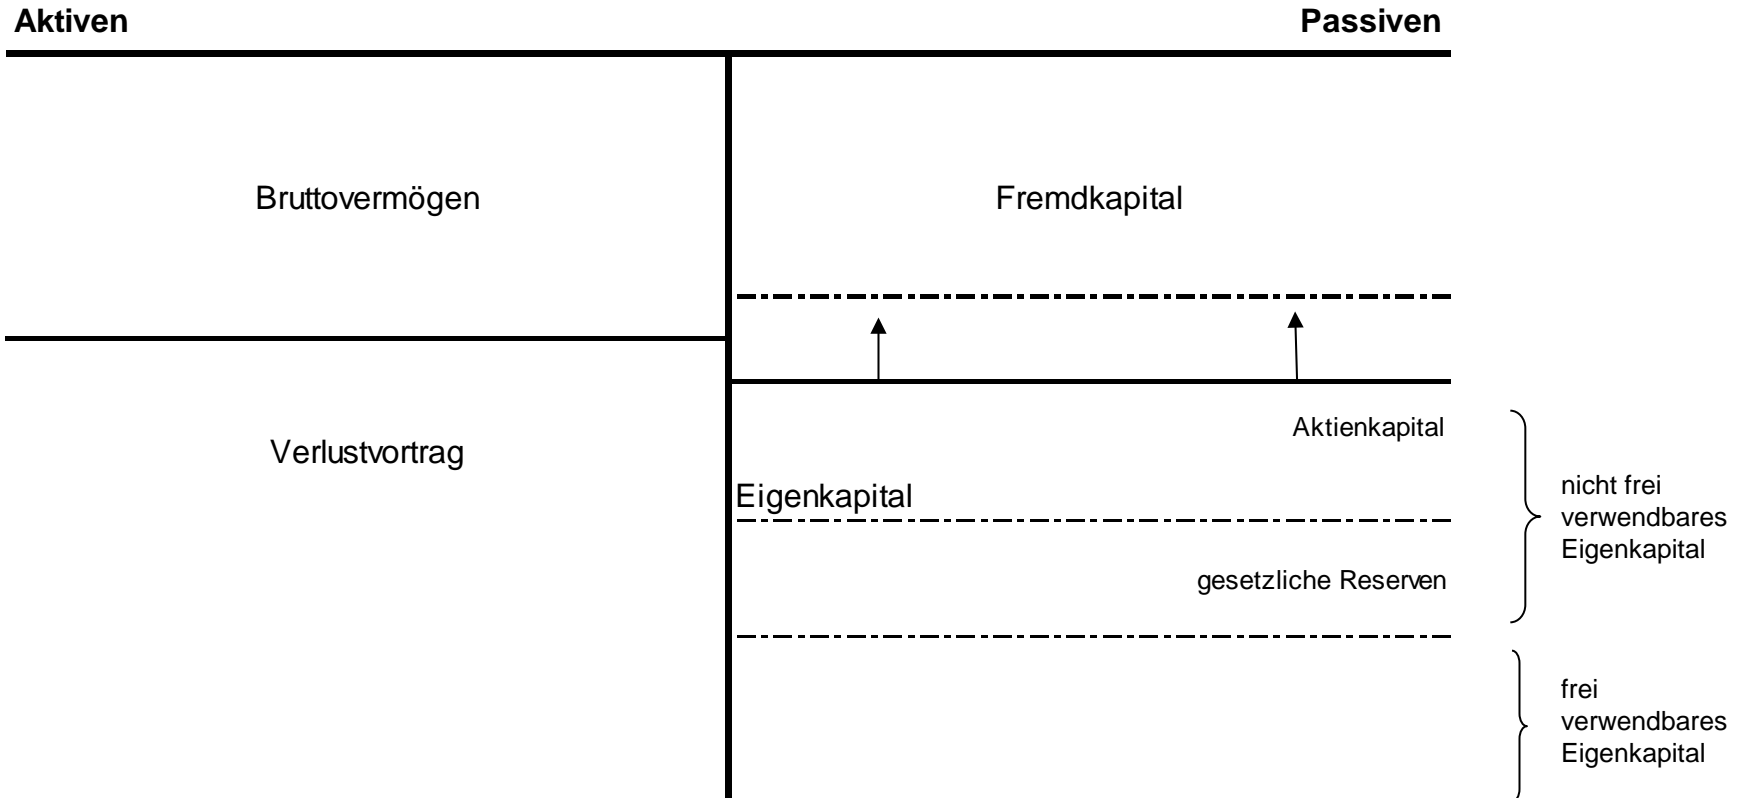 Aktiven
Passiven
Bruttovermögen
Fremdkapital
Aktienkapital
Verlustvortrag
Eigenkapital
nicht frei
verwendbares
Eigenkapital
gesetzliche Reserven
frei
verwendbares
Eigenkapital